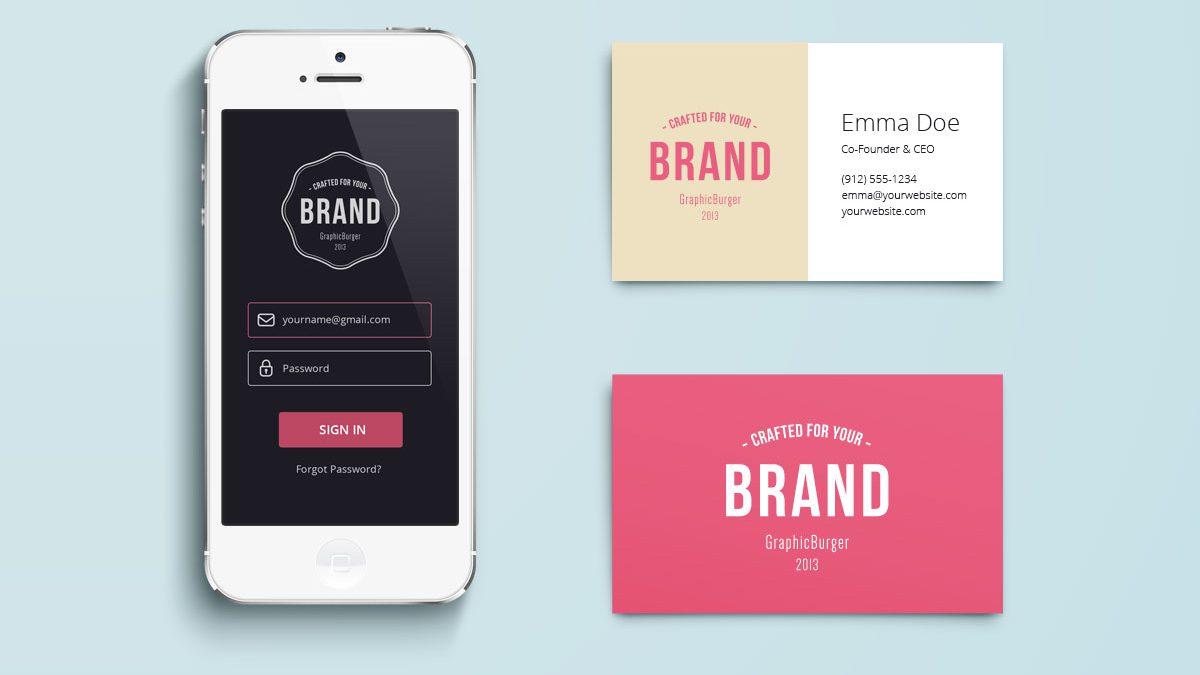 - CRAFTED FOR YOUR -
BRAND
GraphicBurger
2013
yourname@gmail.com
Password
SIGN IN
Forgot Password?
- CRAFTED FOR YOUR -
BRAND
GraphicBurger
2013
Emma Doe
Co-Founder & CEO
(912) 555-1234
emma@yourwebsite.com
yourwebsite.com
- CRAFTED FOR YOUR -
BRAND
GraphicBurger
2013